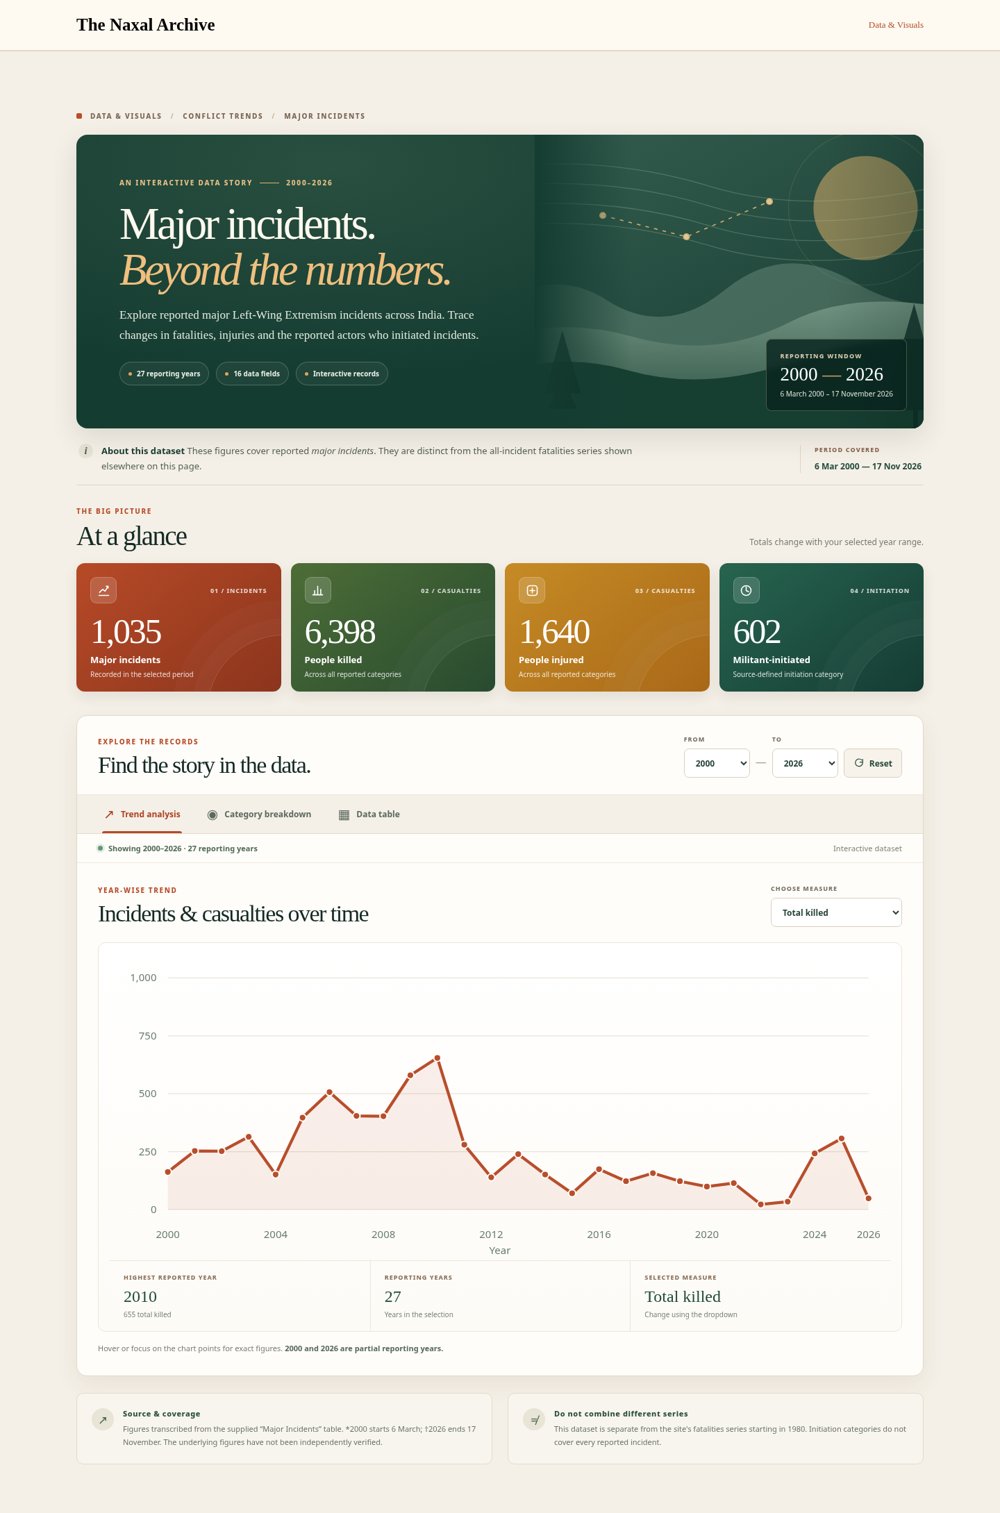 The Naxal Archive
Data & Visuals
DATA & VISUALS / CONFLICT TRENDS / MAJOR INCIDENTS
AN INTERACTIVE DATA STORY —— 2000–2026
Major incidents.
Beyond the numbers.
Explore reported major Left-Wing Extremism incidents across India. Trace
changes in fatalities, injuries and the reported actors who initiated incidents.
27 reporting years
16 data fields
Interactive records
REPORTING WINDOW
2000 — 2026
6 March 2000 – 17 November 2026
i
About this dataset These figures cover reported major incidents. They are distinct from the all-incident fatalities series shown
elsewhere on this page.
PERIOD COVERED
6 Mar 2000 — 17 Nov 2026
THE BIG PICTURE
At a glance
Totals change with your selected year range.
01 / INCIDENTS
1,035
Major incidents
Recorded in the selected period
02 / CASUALTIES
6,398
People killed
Across all reported categories
03 / CASUALTIES
1,640
People injured
Across all reported categories
04 / INITIATION
602
Militant-initiated
Source-defined initiation category
EXPLORE THE RECORDS
Find the story in the data.
FROM
2000
—
TO
2026
Reset
↗ Trend analysis
◉ Category breakdown
▦ Data table
Showing 2000–2026 · 27 reporting years
Interactive dataset
YEAR-WISE TREND
Incidents & casualties over time
CHOOSE MEASURE
Total killed
1,000
750
500
250
0
2000 2004 2008 2012 2016 2020 2024 2026
Year
HIGHEST REPORTED YEAR
2010
655 total killed
REPORTING YEARS
27
Years in the selection
SELECTED MEASURE
Total killed
Change using the dropdown
Hover or focus on the chart points for exact figures. 2000 and 2026 are partial reporting years.
↗
Source & coverage
Figures transcribed from the supplied “Major Incidents” table. *2000 starts 6 March; †2026 ends 17
November. The underlying figures have not been independently verified.
Do not combine different series
This dataset is separate from the site's fatalities series starting in 1980. Initiation categories do not
cover every reported incident.